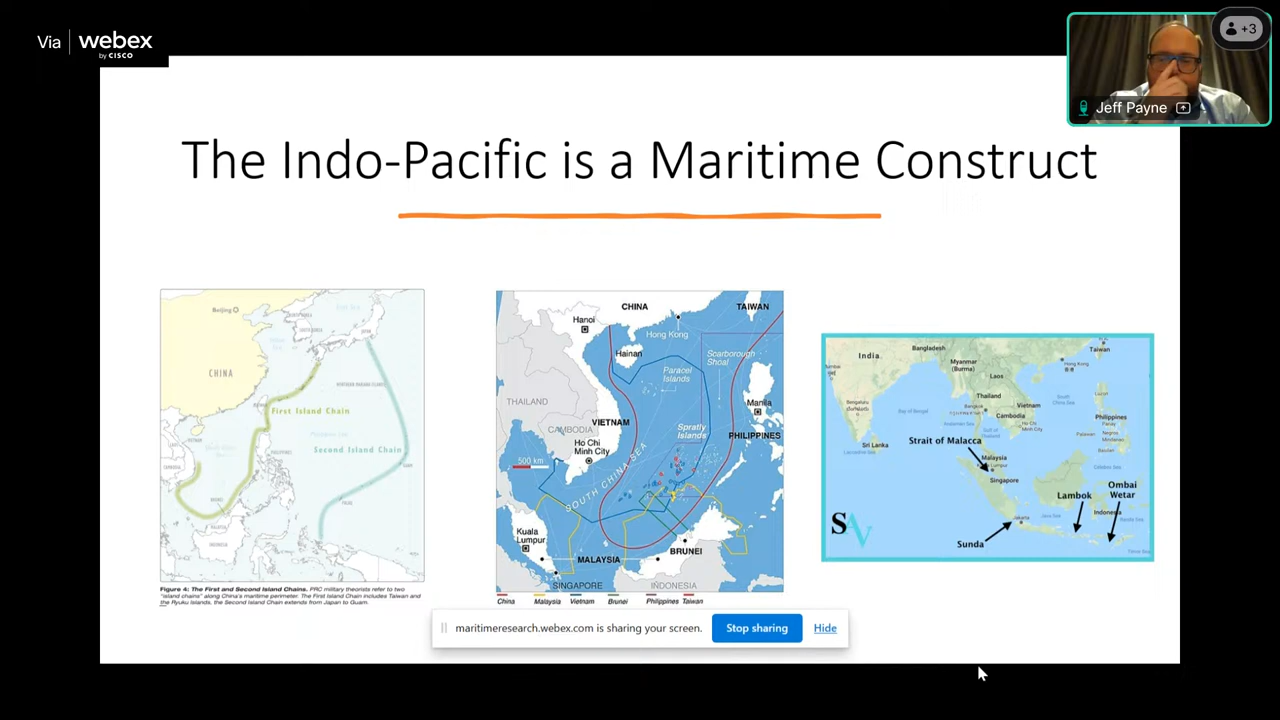 Via webex
by CISCO
+3
Jeff Payne
The Indo-Pacific is a Maritime Construct
Beijing
CHINA
First Island Chain
Second Island Chain
Figure 4: The First and Second Island Chains. PRC military theorists refer to two
"island chains" along China's maritime perimeter. The First Island Chain includes Taiwan and
the Ryuku Islands, the Second Island Chain extends from Japan to Guam.
CHINA
TAIWAN
Hanoi
Hong Kong
Hainan
Scarborough
Shoal
Paracel
Islands
THAILAND
Manila
VIETNAM
CAMBODIA
Spratly
Islands
PHILIPPINES
Ho Chi
Minh City
500 km
SOUTH CHINA SEA
Kuala
Lumpur
MALAYSIA
BRUNEI
SINGAPORE
INDONESIA
China Malaysia Vietnam Brunei Philippines Taiwan
India
Bangladesh
Taiwan
Myanmar
(Burma)
Hong Kong
Laos
Thailand
Vietnam
Cambodia
Philippines
Sri Lanka
Strait of Malacca
Malaysia
Singapore
Ombai
Wetar
Lambok
Indonesia
Jakarta
Sunda
SAV
maritimeresearch.webex.com is sharing your screen.
Stop sharing
Hide